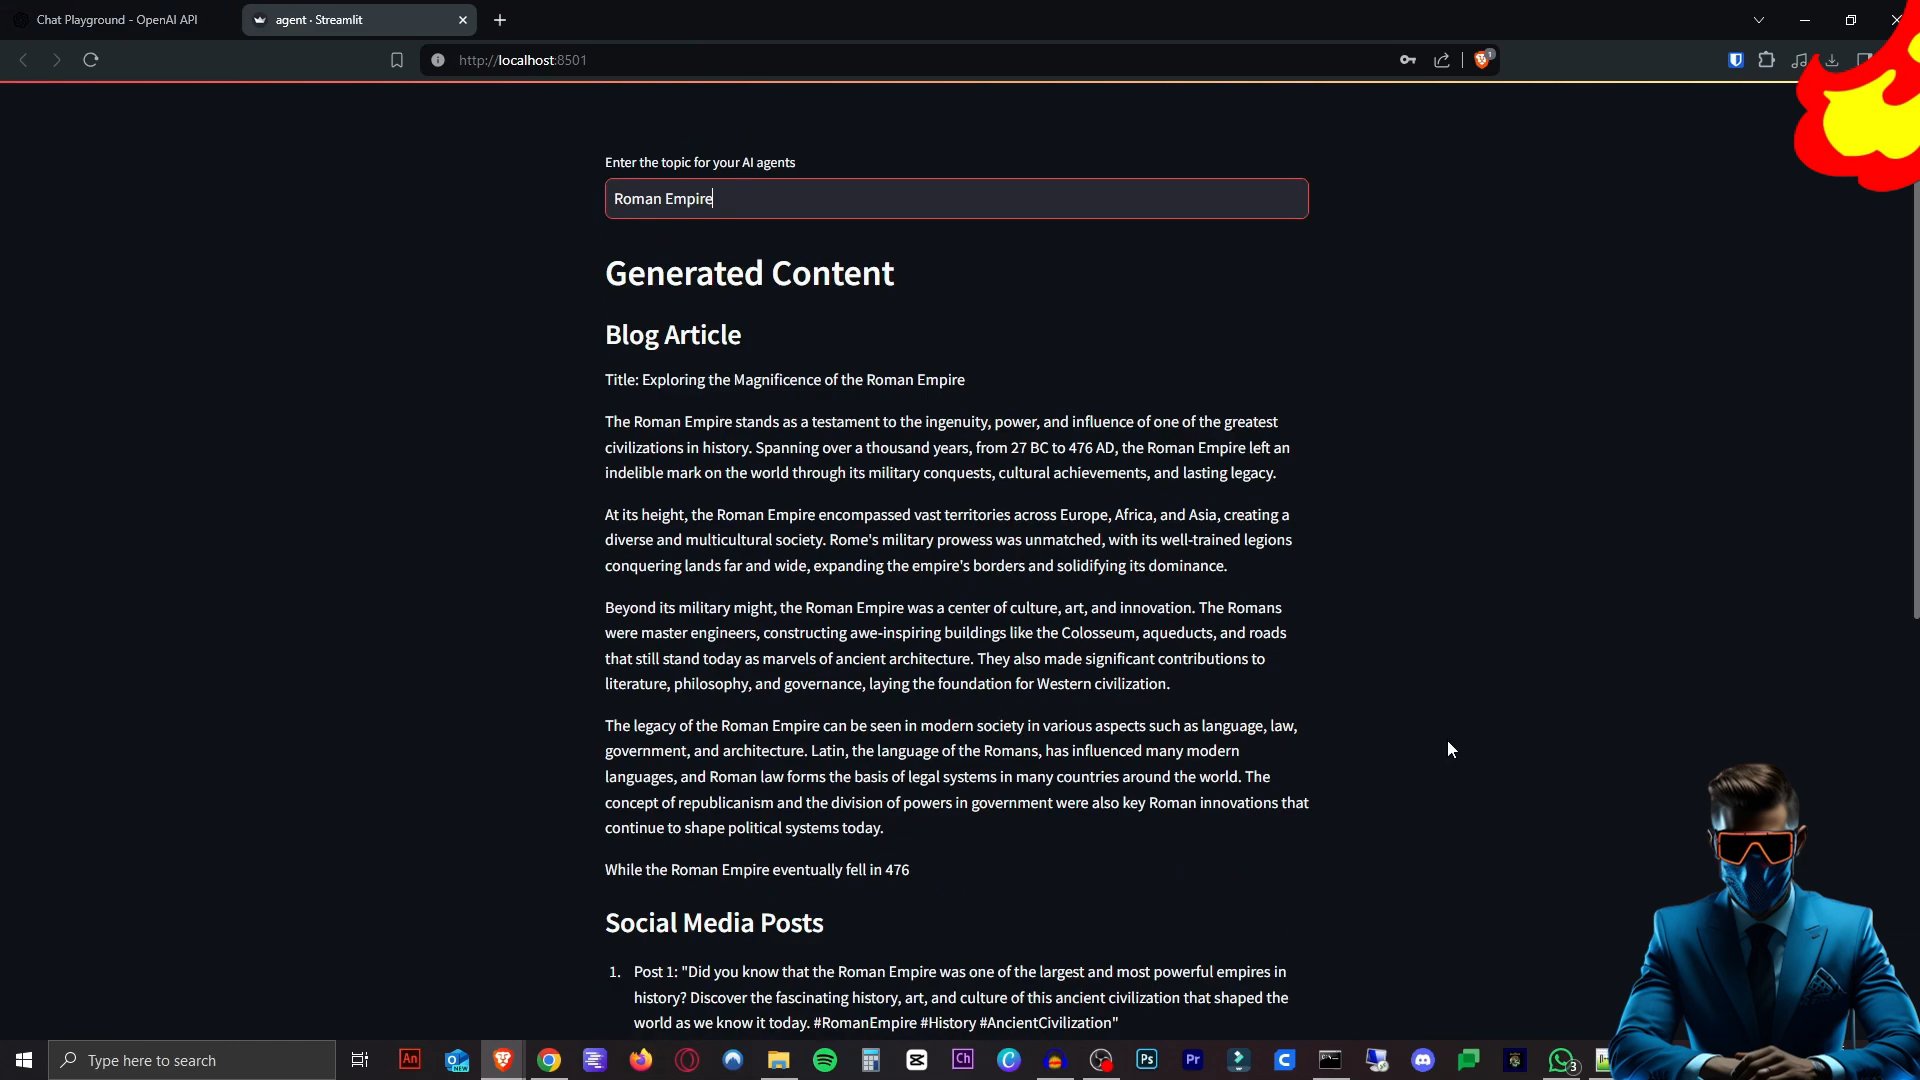 Chat Playground - OpenAI API
agent · Streamlit
http://localhost:8501
1
Enter the topic for your AI agents
Roman Empire
Generated Content
Blog Article
Title: Exploring the Magnificence of the Roman Empire
The Roman Empire stands as a testament to the ingenuity, power, and influence of one of the greatest
civilizations in history. Spanning over a thousand years, from 27 BC to 476 AD, the Roman Empire left an
indelible mark on the world through its military conquests, cultural achievements, and lasting legacy.
At its height, the Roman Empire encompassed vast territories across Europe, Africa, and Asia, creating a
diverse and multicultural society. Rome's military prowess was unmatched, with its well-trained legions
conquering lands far and wide, expanding the empire's borders and solidifying its dominance.
Beyond its military might, the Roman Empire was a center of culture, art, and innovation. The Romans
were master engineers, constructing awe-inspiring buildings like the Colosseum, aqueducts, and roads
that still stand today as marvels of ancient architecture. They also made significant contributions to
literature, philosophy, and governance, laying the foundation for Western civilization.
The legacy of the Roman Empire can be seen in modern society in various aspects such as language, law,
government, and architecture. Latin, the language of the Romans, has influenced many modern
languages, and Roman law forms the basis of legal systems in many countries around the world. The
concept of republicanism and the division of powers in government were also key Roman innovations that
continue to shape political systems today.
While the Roman Empire eventually fell in 476
Social Media Posts
1. Post 1: "Did you know that the Roman Empire was one of the largest and most powerful empires in
history? Discover the fascinating history, art, and culture of this ancient civilization that shaped the
world as we know it today. #RomanEmpire #History #AncientCivilization"
Type here to search
An
NEW
Ch
Ps
Pr
3